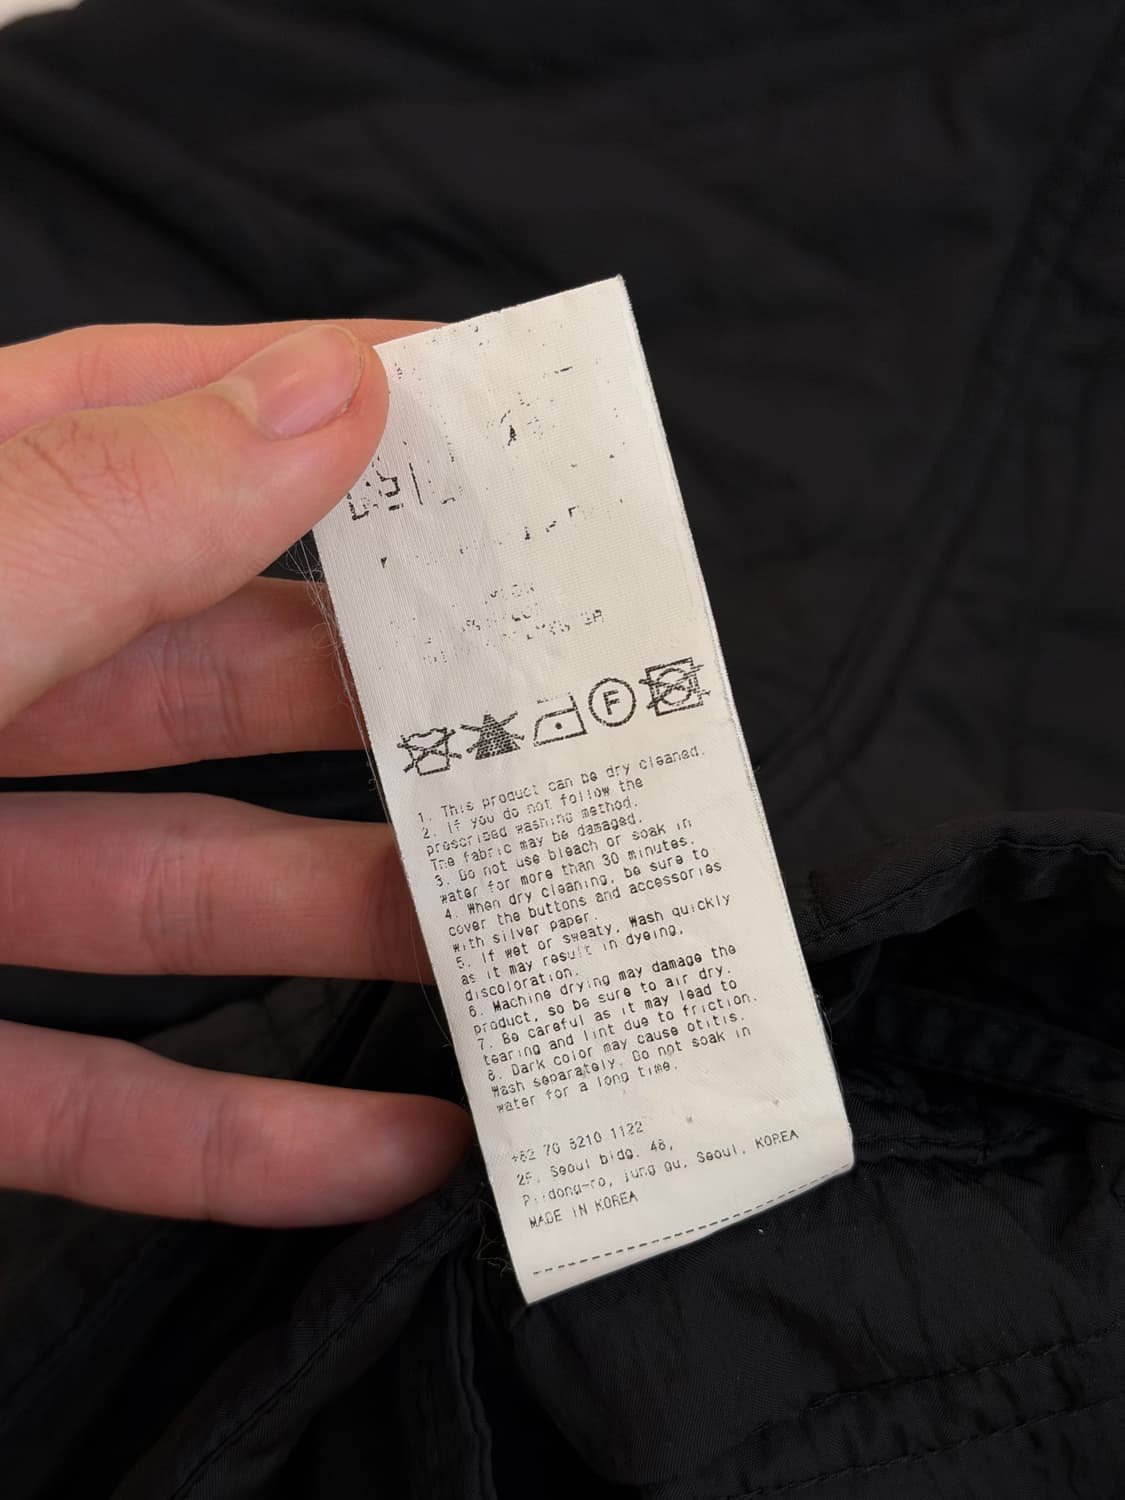 F
1. This product can be dry cleaned.
2. If you do not follow the
prescribed washing method.
The fabric may be damaged.
3. Do not use bleach or soak in
water for more than 30 minutes.
4. When dry cleaning, be sure to
cover the buttons and accessories
with silver paper.
5. If wet or sweaty, Wash quickly
as it may result in dyeing,
discoloration.
6. Machine drying may damage the
product, so be sure to air dry.
7. Be careful as it may lead to
tearing and lint due to friction.
8. Dark color may cause otitis.
Wash separately. Do not soak in
water for a long time.
+82 70 5210 1122
2F, Seoul bldg. 48,
jung gu, Seoul, KOREA
MADE IN KOREA